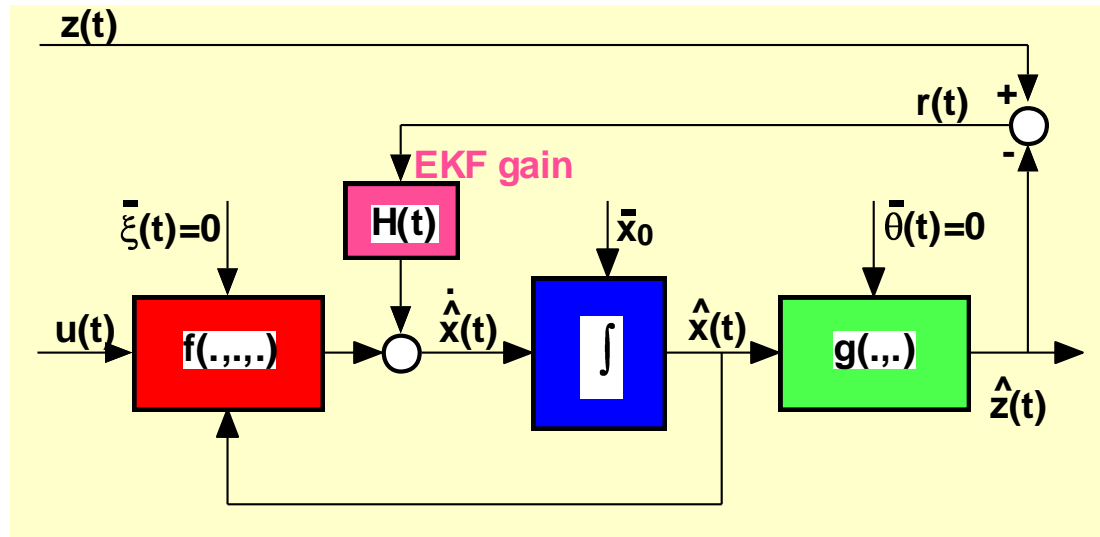 z(t)
+
r(t)
-
EKF gain
H(t)
ξ̄(t)=0
x̄₀
θ̄(t)=0
u(t)
f(.,.,.)
ẋ̂(t)
∫
x̂(t)
g(.,.)
ẑ(t)